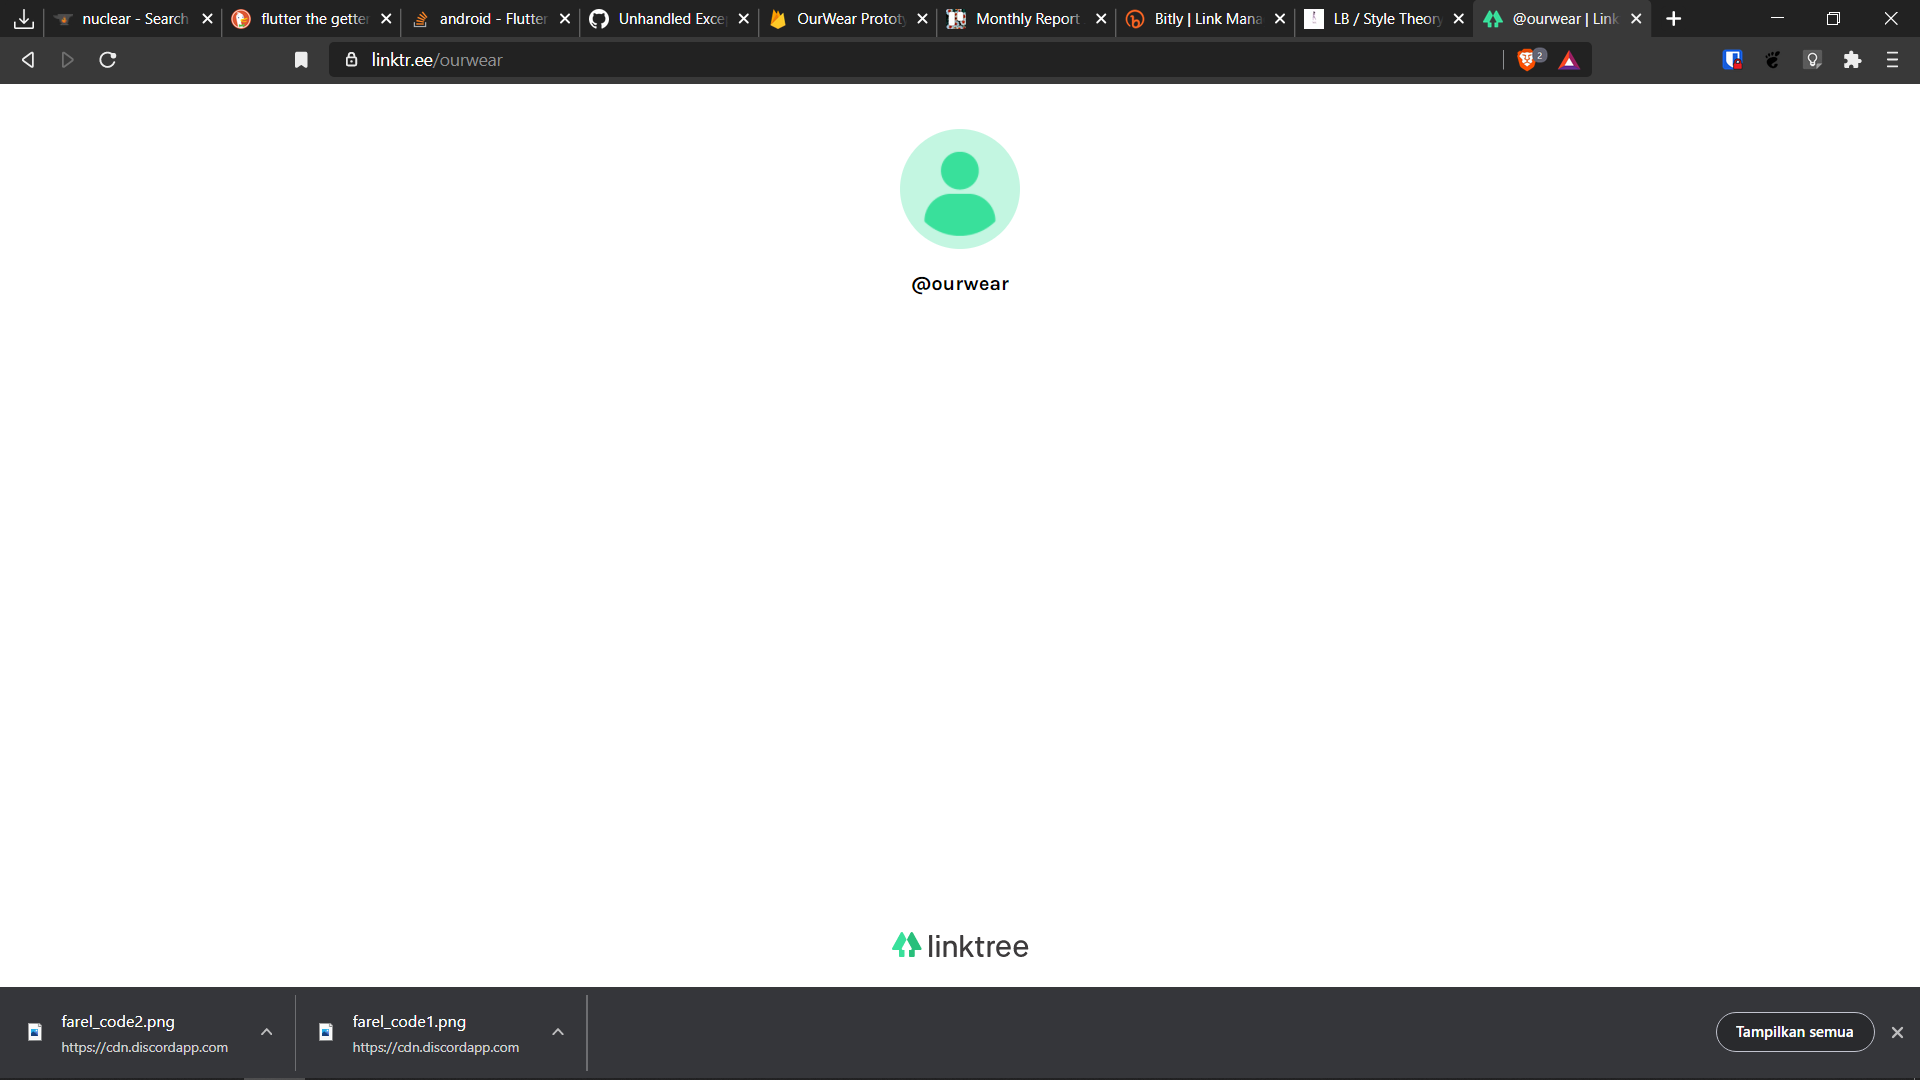 nuclear - Search
flutter the getter
android - Flutter
Unhandled Exce
OurWear Prototy
Monthly Report
Bitly | Link Mana
LB / Style Theory
@ourwear | Link
linktr.ee/ourwear
2
@ourwear
linktree
farel_code2.png
https://cdn.discordapp.com
farel_code1.png
https://cdn.discordapp.com
Tampilkan semua